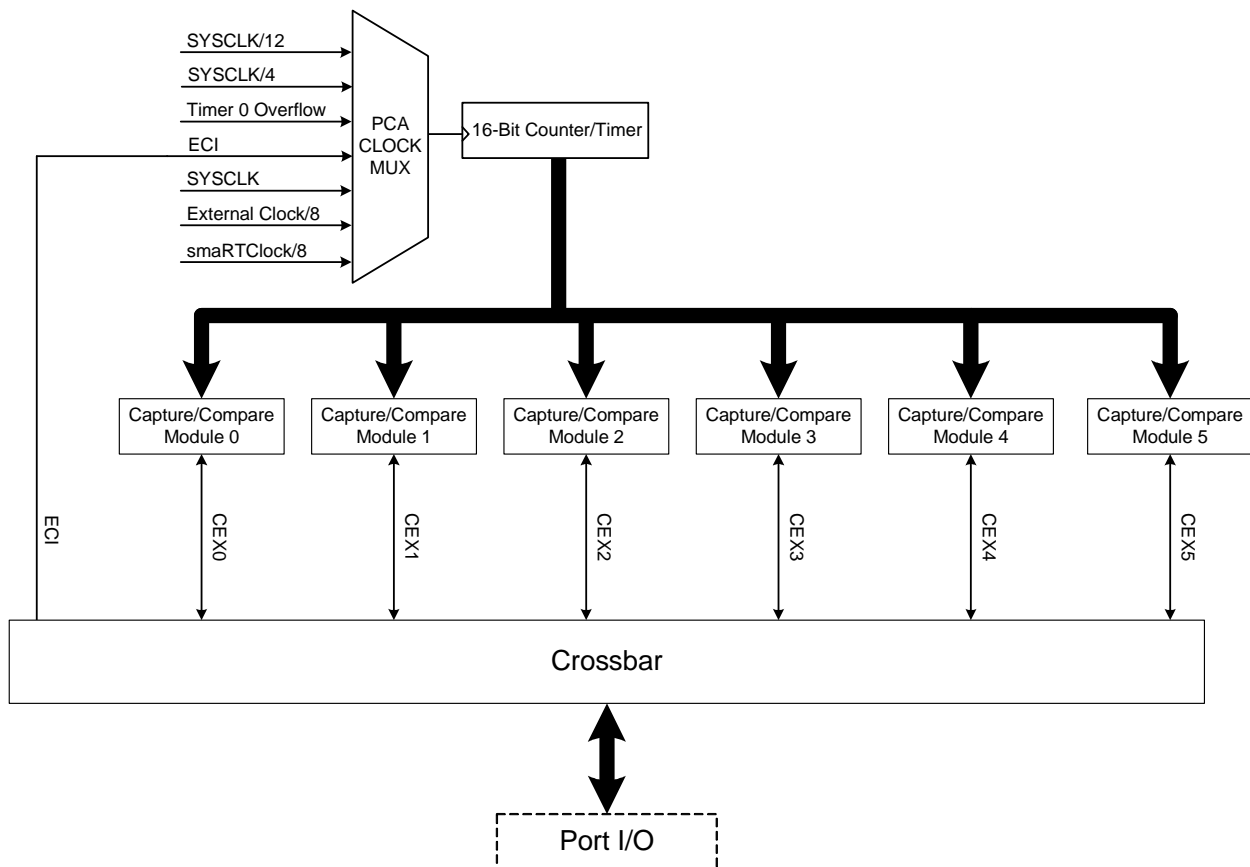 SYSCLK/12
SYSCLK/4
Timer 0 Overflow
ECI
SYSCLK
External Clock/8
smaRTClock/8
PCA
CLOCK
MUX
16-Bit Counter/Timer
Capture/Compare
Module 0
Capture/Compare
Module 1
Capture/Compare
Module 2
Capture/Compare
Module 3
Capture/Compare
Module 4
Capture/Compare
Module 5
ECI
CEX0
CEX1
CEX2
CEX3
CEX4
CEX5
Crossbar
Port I/O